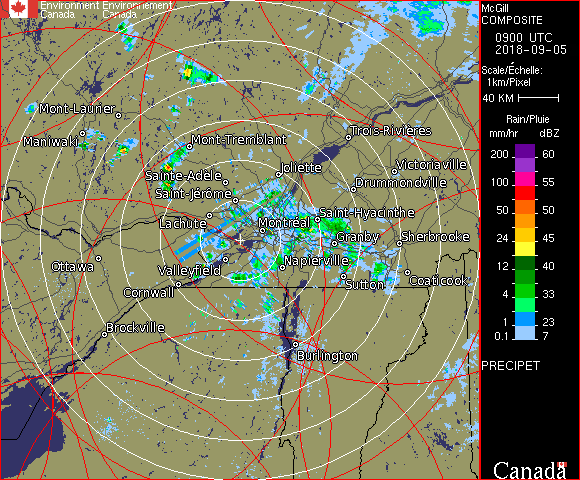 Environment Environnement
Canada Canada
McGill
COMPOSITE
0900 UTC
2018-09-05
Scale/Échelle:
1km/Pixel
40 KM
Rain/Pluie
mm/hr dBZ
200 60
150 57
100 55
50 50
24 45
12 40
4 33
1 23
0.1 7
PRECIPET
Canada
Mont-Laurier
Maniwaki
Mont-Tremblant
Trois-Rivières
Sainte-Adèle
Joliette
Victoriaville
Saint-Jérôme
Drummondville
Lachute
Montréal
Saint-Hyacinthe
Granby
Sherbrooke
Ottawa
Valleyfield
Napierville
Cornwall
Sutton
Coaticook
Brockville
Burlington